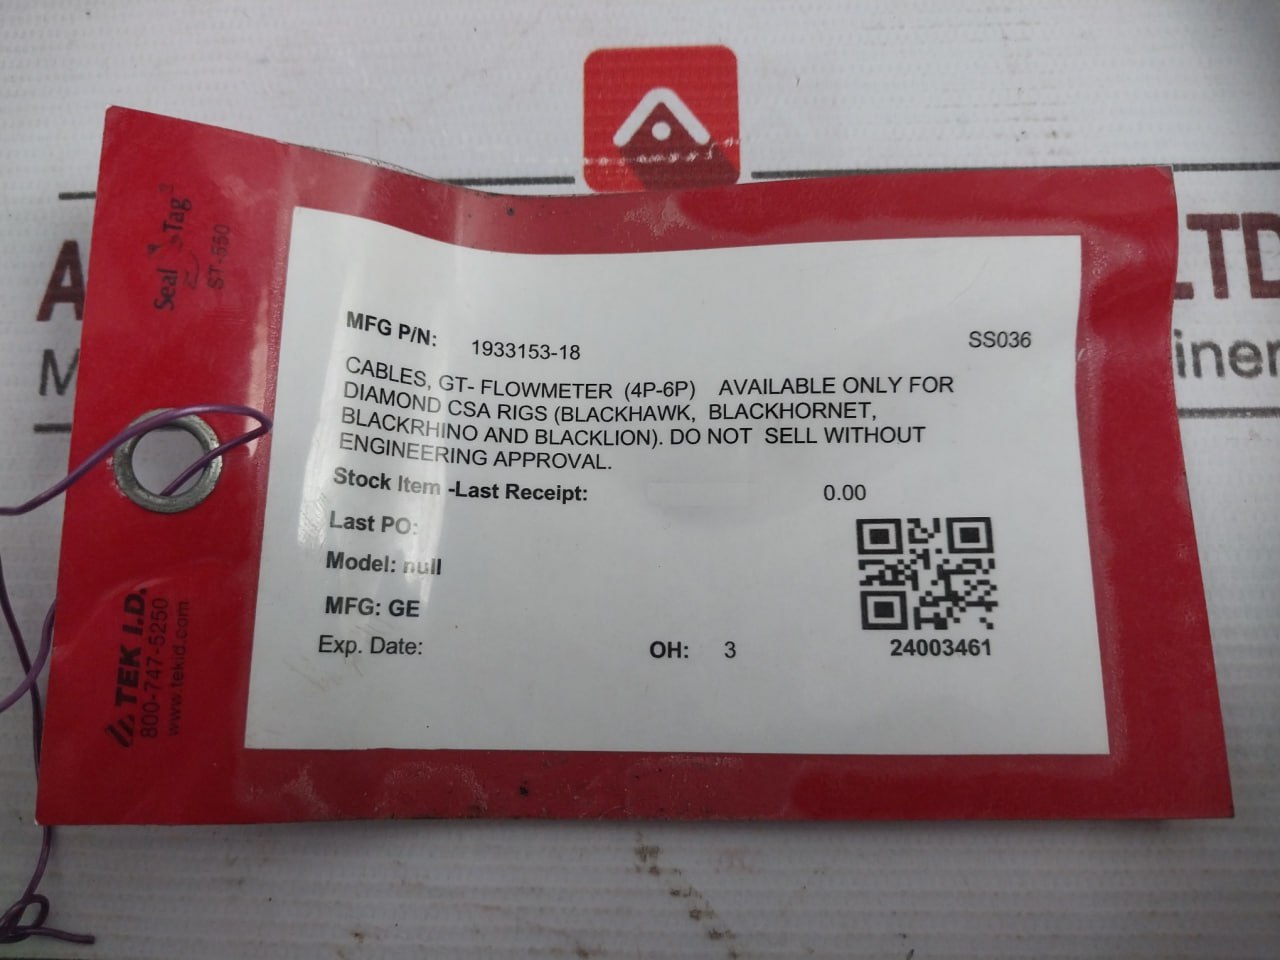 Seal Tag
ST-550
TEK I.D.
800-747-5250
www.tekid.com
MFG P/N: 1933153-18 SS036
CABLES, GT- FLOWMETER (4P-6P) AVAILABLE ONLY FOR
DIAMOND CSA RIGS (BLACKHAWK, BLACKHORNET,
BLACKRHINO AND BLACKLION). DO NOT SELL WITHOUT
ENGINEERING APPROVAL.
Stock Item -Last Receipt: 0.00
Last PO:
Model: null
MFG: GE
Exp. Date: OH: 3
24003461
LTD